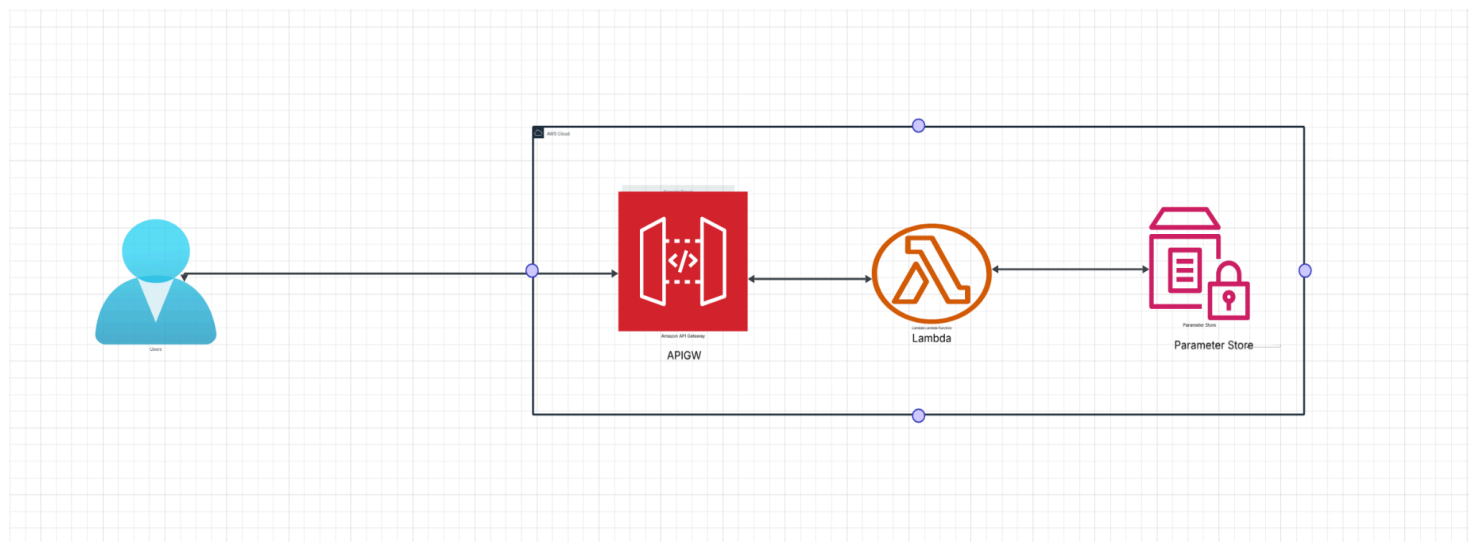 AWS Cloud
Users
</>
Amazon API Gateway
APIGW
Lambda
Parameter Store
Parameter Store